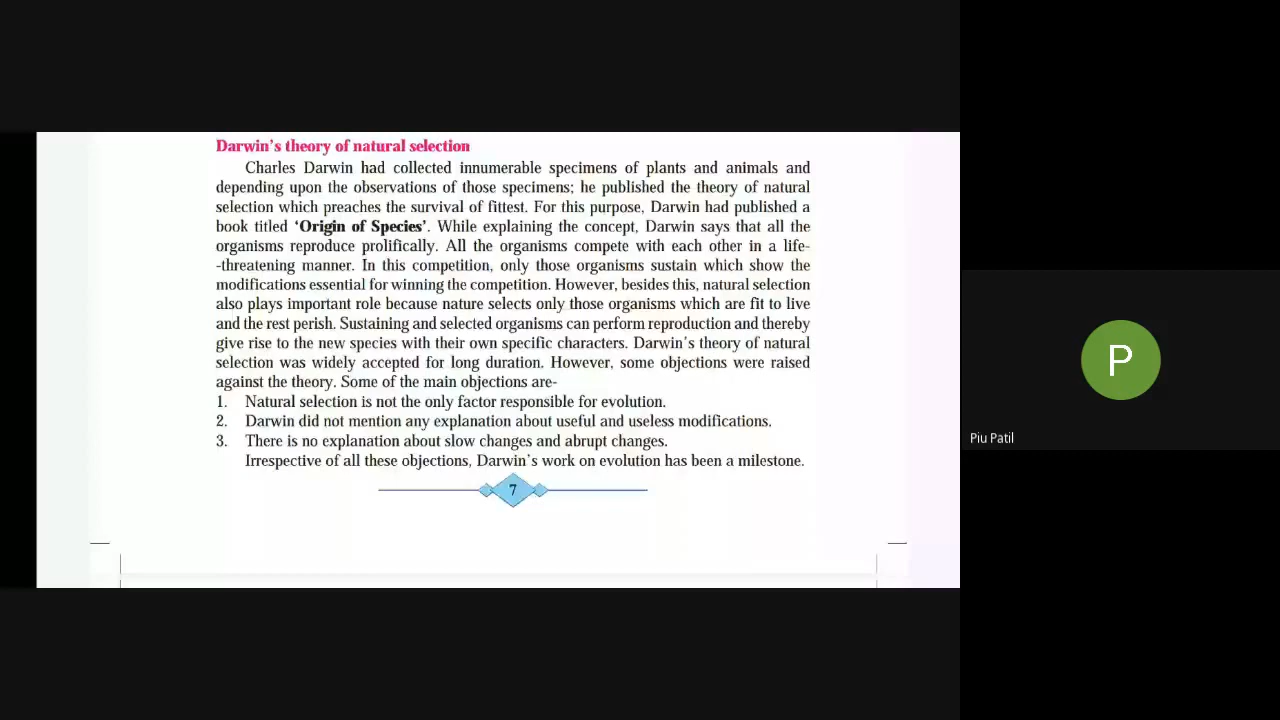 Darwin’s theory of natural selection
Charles Darwin had collected innumerable specimens of plants and animals and
depending upon the observations of those specimens; he published the theory of natural
selection which preaches the survival of fittest. For this purpose, Darwin had published a
book titled ‘Origin of Species’. While explaining the concept, Darwin says that all the
organisms reproduce prolifically. All the organisms compete with each other in a life-
-threatening manner. In this competition, only those organisms sustain which show the
modifications essential for winning the competition. However, besides this, natural selection
also plays important role because nature selects only those organisms which are fit to live
and the rest perish. Sustaining and selected organisms can perform reproduction and thereby
give rise to the new species with their own specific characters. Darwin’s theory of natural
selection was widely accepted for long duration. However, some objections were raised
against the theory. Some of the main objections are-
1. Natural selection is not the only factor responsible for evolution.
2. Darwin did not mention any explanation about useful and useless modifications.
3. There is no explanation about slow changes and abrupt changes.
Irrespective of all these objections, Darwin’s work on evolution has been a milestone.
7
P
Piu Patil